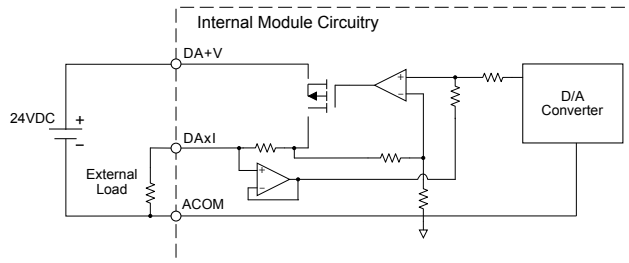 Internal Module Circuitry
DA+V
24VDC
+
−
DAxI
External
Load
ACOM
+
−
+
−
D/A
Converter